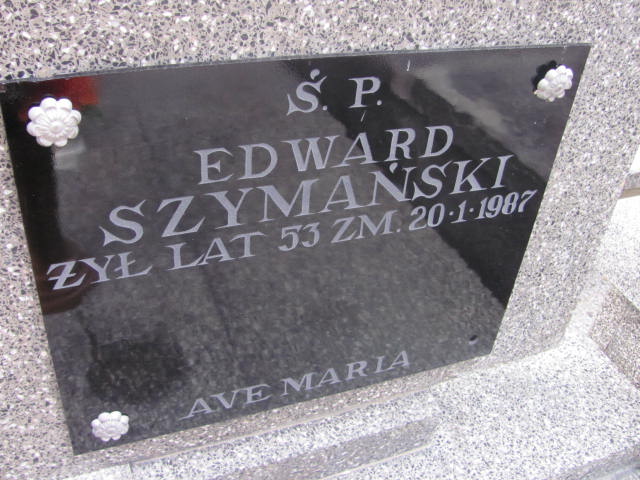 Ś. P.
EDWARD
SZYMAŃSKI
ŻYŁ LAT 53 ZM. 20·1·1987
AVE MARIA